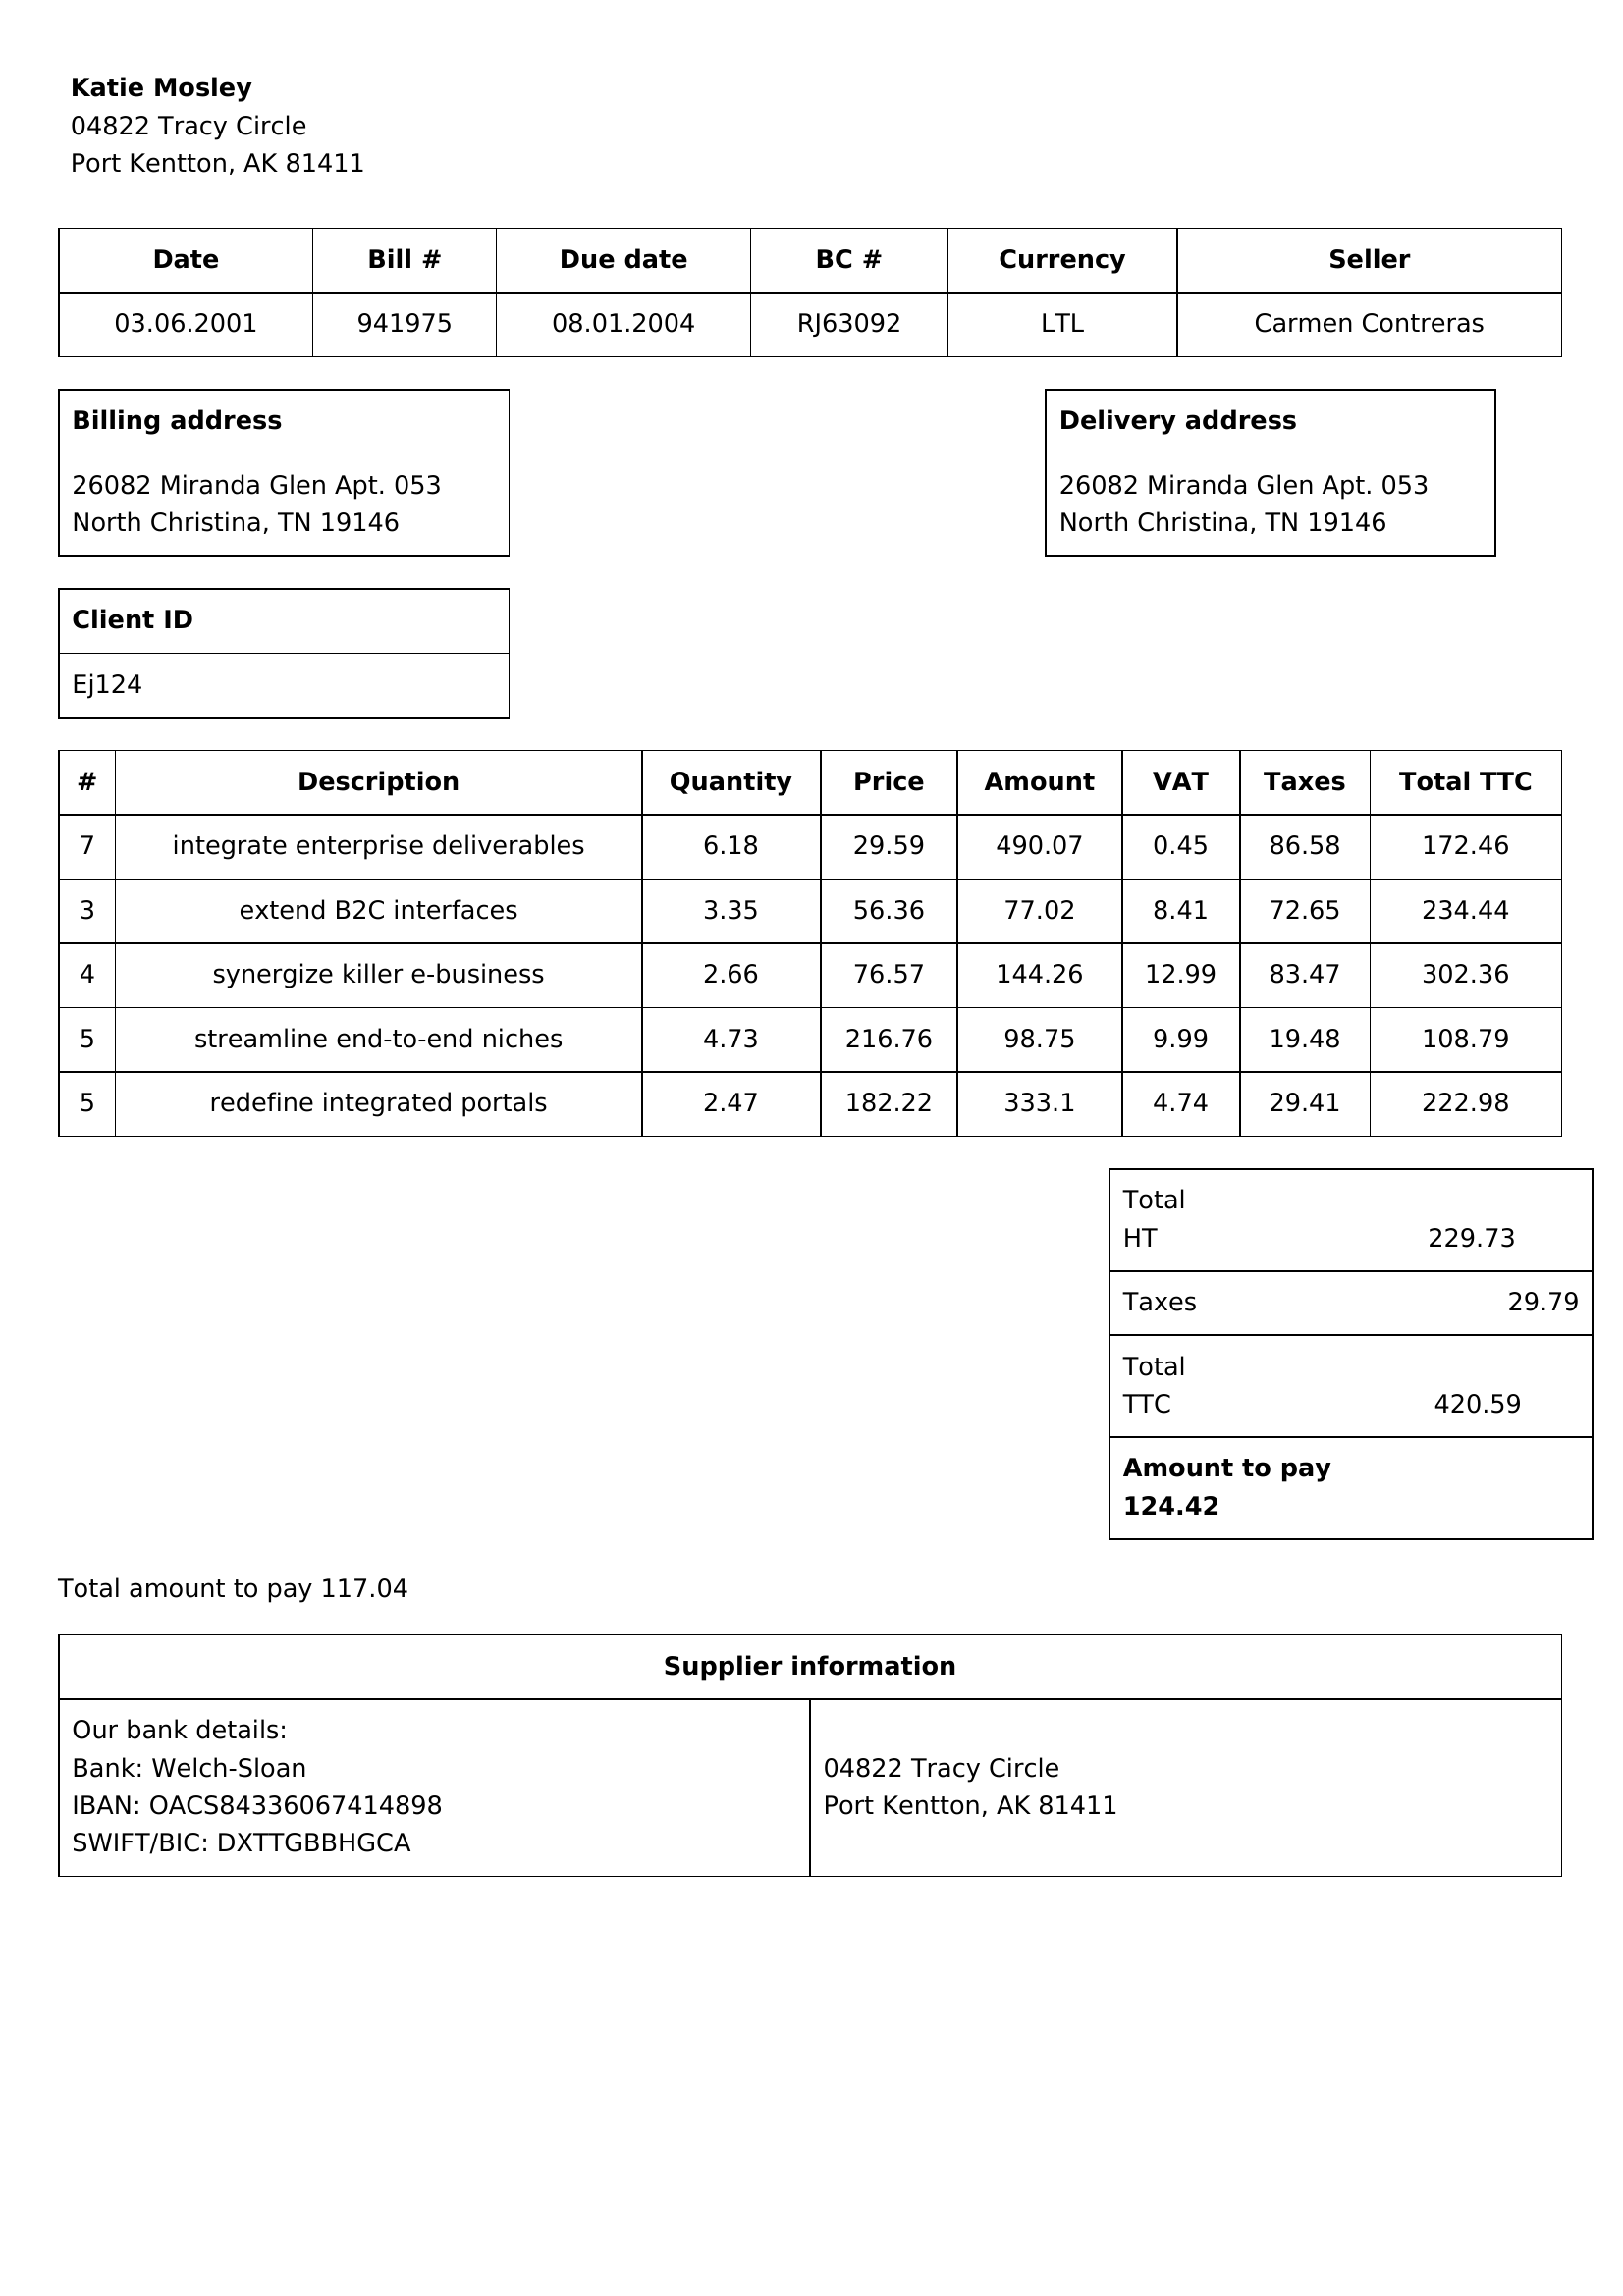 Katie Mosley
04822 Tracy Circle
Port Kentton, AK 81411
Date Bill # Due date BC # Currency Seller
03.06.2001 941975 08.01.2004 RJ63092 LTL Carmen Contreras
Billing address
26082 Miranda Glen Apt. 053
North Christina, TN 19146
Delivery address
26082 Miranda Glen Apt. 053
North Christina, TN 19146
Client ID
Ej124
# Description Quantity Price Amount VAT Taxes Total TTC
7 integrate enterprise deliverables 6.18 29.59 490.07 0.45 86.58 172.46
3 extend B2C interfaces 3.35 56.36 77.02 8.41 72.65 234.44
4 synergize killer e-business 2.66 76.57 144.26 12.99 83.47 302.36
5 streamline end-to-end niches 4.73 216.76 98.75 9.99 19.48 108.79
5 redefine integrated portals 2.47 182.22 333.1 4.74 29.41 222.98
Total
HT 229.73
Taxes 29.79
Total
TTC 420.59
Amount to pay
124.42
Total amount to pay 117.04
Supplier information
Our bank details:
Bank: Welch-Sloan
IBAN: OACS84336067414898
SWIFT/BIC: DXTTGBBHGCA
04822 Tracy Circle
Port Kentton, AK 81411